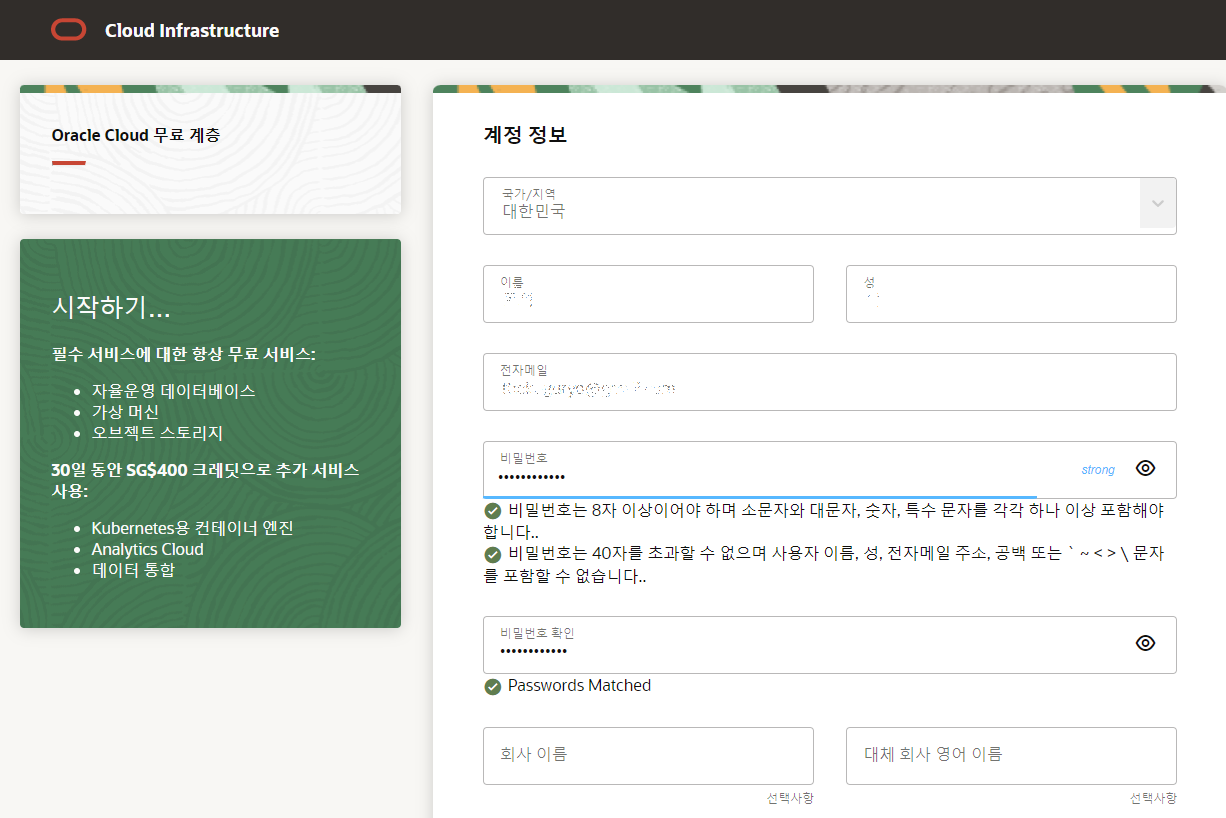 Cloud Infrastructure
Oracle Cloud 무료 계층
시작하기...
필수 서비스에 대한 항상 무료 서비스:
자율운영 데이터베이스
가상 머신
오브젝트 스토리지
30일 동안 SG$400 크레딧으로 추가 서비스
사용:
Kubernetes용 컨테이너 엔진
Analytics Cloud
데이터 통합
계정 정보
국가/지역
대한민국
이름
성
전자메일
비밀번호
••••••••••••
strong
비밀번호는 8자 이상이어야 하며 소문자와 대문자, 숫자, 특수 문자를 각각 하나 이상 포함해야
합니다..
비밀번호는 40자를 초과할 수 없으며 사용자 이름, 성, 전자메일 주소, 공백 또는 ` ~ < > \ 문자
를 포함할 수 없습니다..
비밀번호 확인
••••••••••••
Passwords Matched
회사 이름
대체 회사 영어 이름
선택사항
선택사항